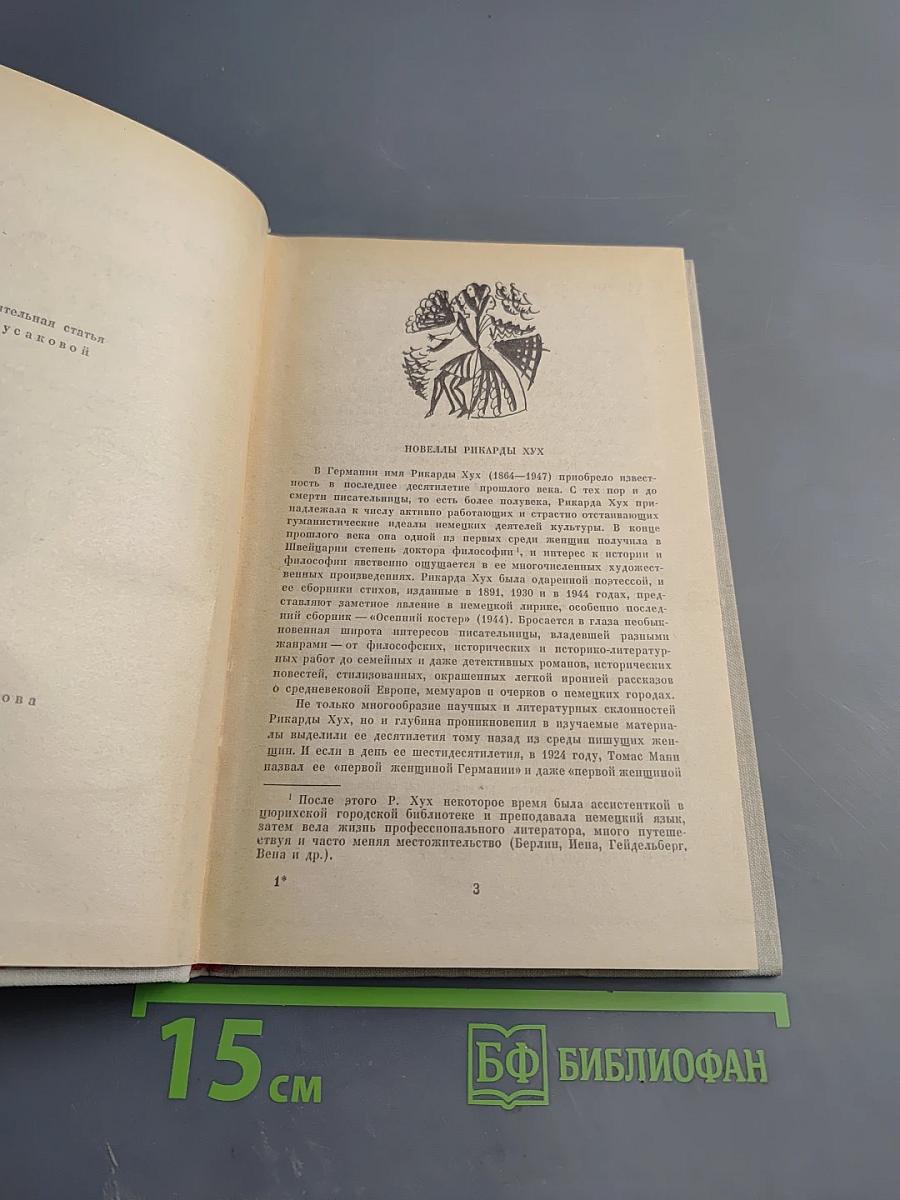 статья
усаковой
ова
НОВЕЛЛЫ РИКАРДЫ ХУХ
В Германии имя Рикарды Хух (1864—1947) приобрело извест-
ность в последнее десятилетие прошлого века. С тех пор и до
смерти писательницы, то есть более полувека, Рикарда Хух при-
надлежала к числу активно работающих и страстно отстаивающих
гуманистические идеалы немецких деятелей культуры. В конце
прошлого века она одной из первых среди женщин получила в
Швейцарии степень доктора философии¹, и интерес к истории и
философии явственно ощущается в ее многочисленных художест-
венных произведениях. Рикарда Хух была одаренной поэтессой, и
ее сборники стихов, изданные в 1891, 1930 и в 1944 годах, пред-
ставляют заметное явление в немецкой лирике, особенно послед-
ний сборник — «Осенний костер» (1944). Бросается в глаза необык-
новенная широта интересов писательницы, владевшей разными
жанрами — от философских, исторических и историко-литератур-
ных работ до семейных и даже детективных романов, исторических
повестей, стилизованных, окрашенных легкой иронией рассказов
о средневековой Европе, мемуаров и очерков о немецких городах.
Не только многообразие научных и литературных склонностей
Рикарды Хух, но и глубина проникновения в изучаемые материа-
лы выделили ее десятилетия тому назад из среды пишущих жен-
щин. И если в день ее шестидесятилетия, в 1924 году, Томас Манн
назвал ее «первой женщиной Германии» и даже «первой женщиной
¹ После этого Р. Хух некоторое время была ассистенткой в
цюрихской городской библиотеке и преподавала немецкий язык,
затем вела жизнь профессионального литератора, много путеше-
ствуя и часто меняя местожительство (Берлин, Иена, Гейдельберг,
Вена и др.).
1*
3
15 см
БФ БИБЛИОФАН